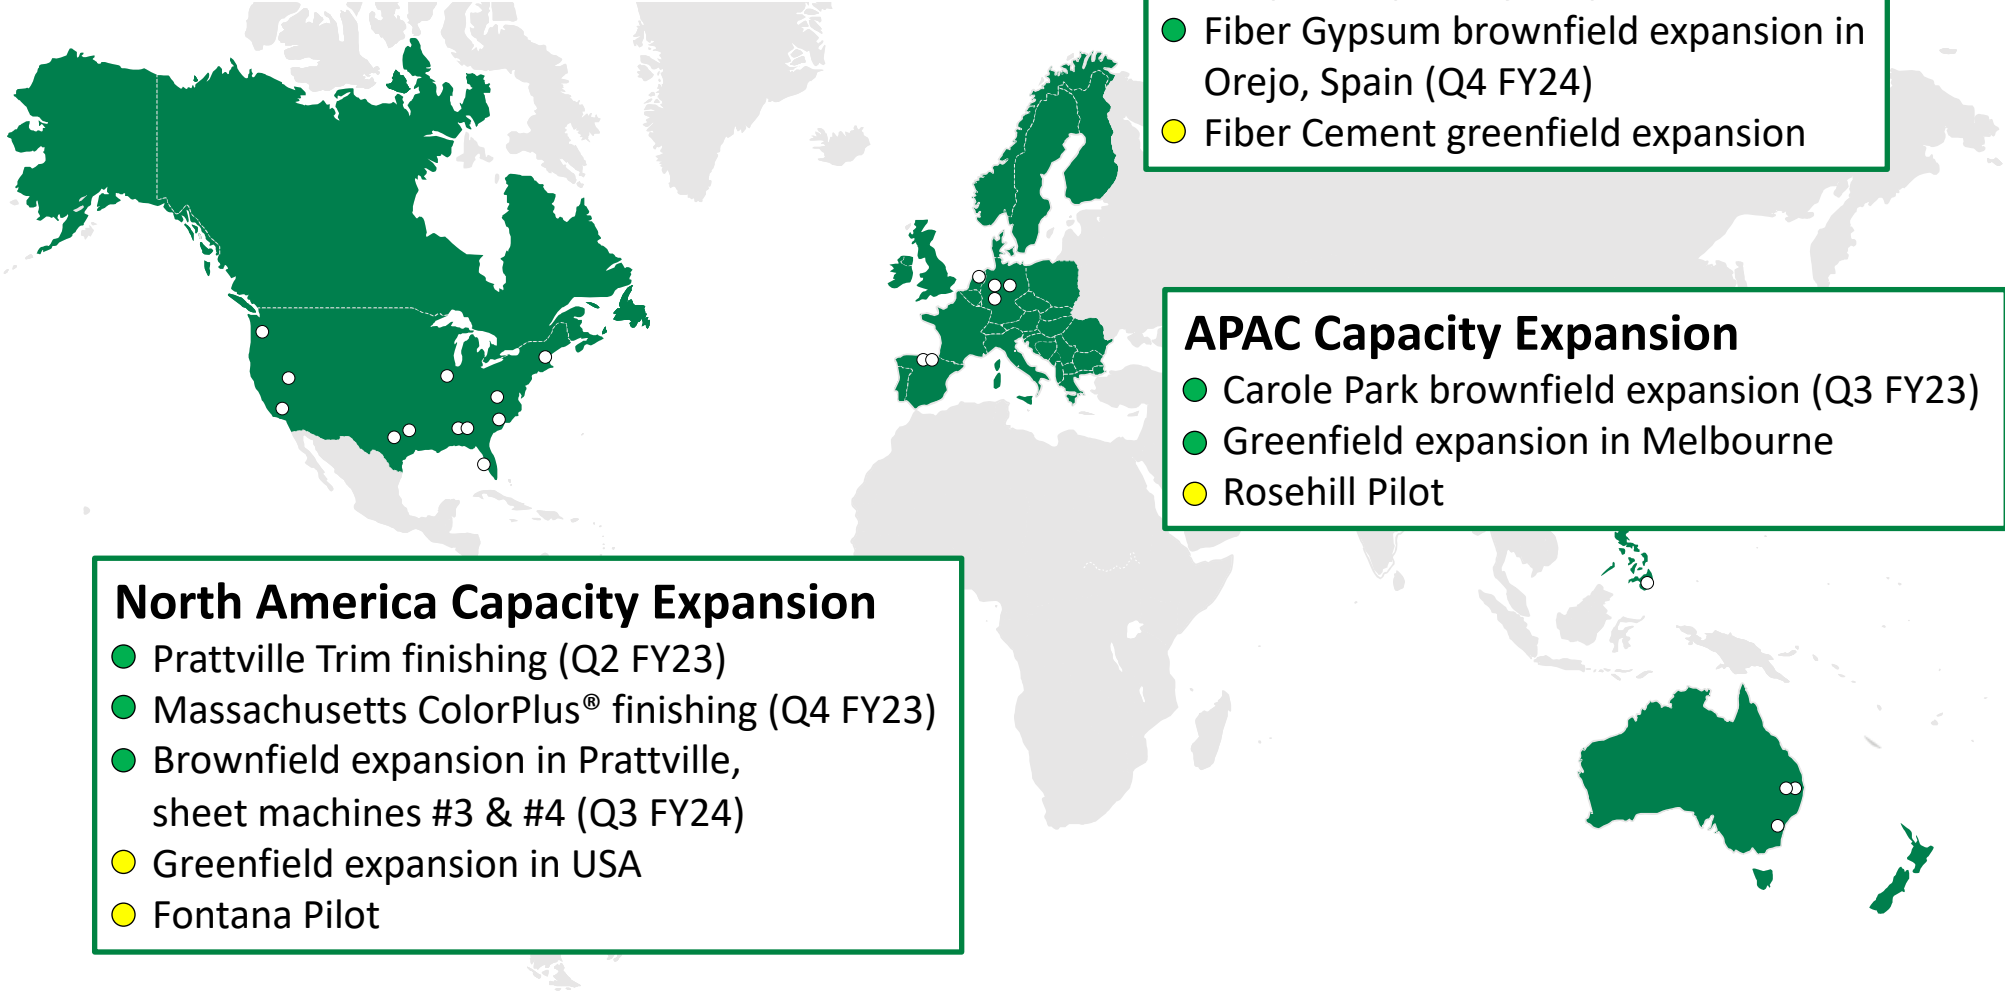 Fiber Gypsum brownfield expansion in
Orejo, Spain (Q4 FY24)
Fiber Cement greenfield expansion
APAC Capacity Expansion
Carole Park brownfield expansion (Q3 FY23)
Greenfield expansion in Melbourne
Rosehill Pilot
North America Capacity Expansion
Prattville Trim finishing (Q2 FY23)
Massachusetts ColorPlus® finishing (Q4 FY23)
Brownfield expansion in Prattville,
sheet machines #3 & #4 (Q3 FY24)
Greenfield expansion in USA
Fontana Pilot